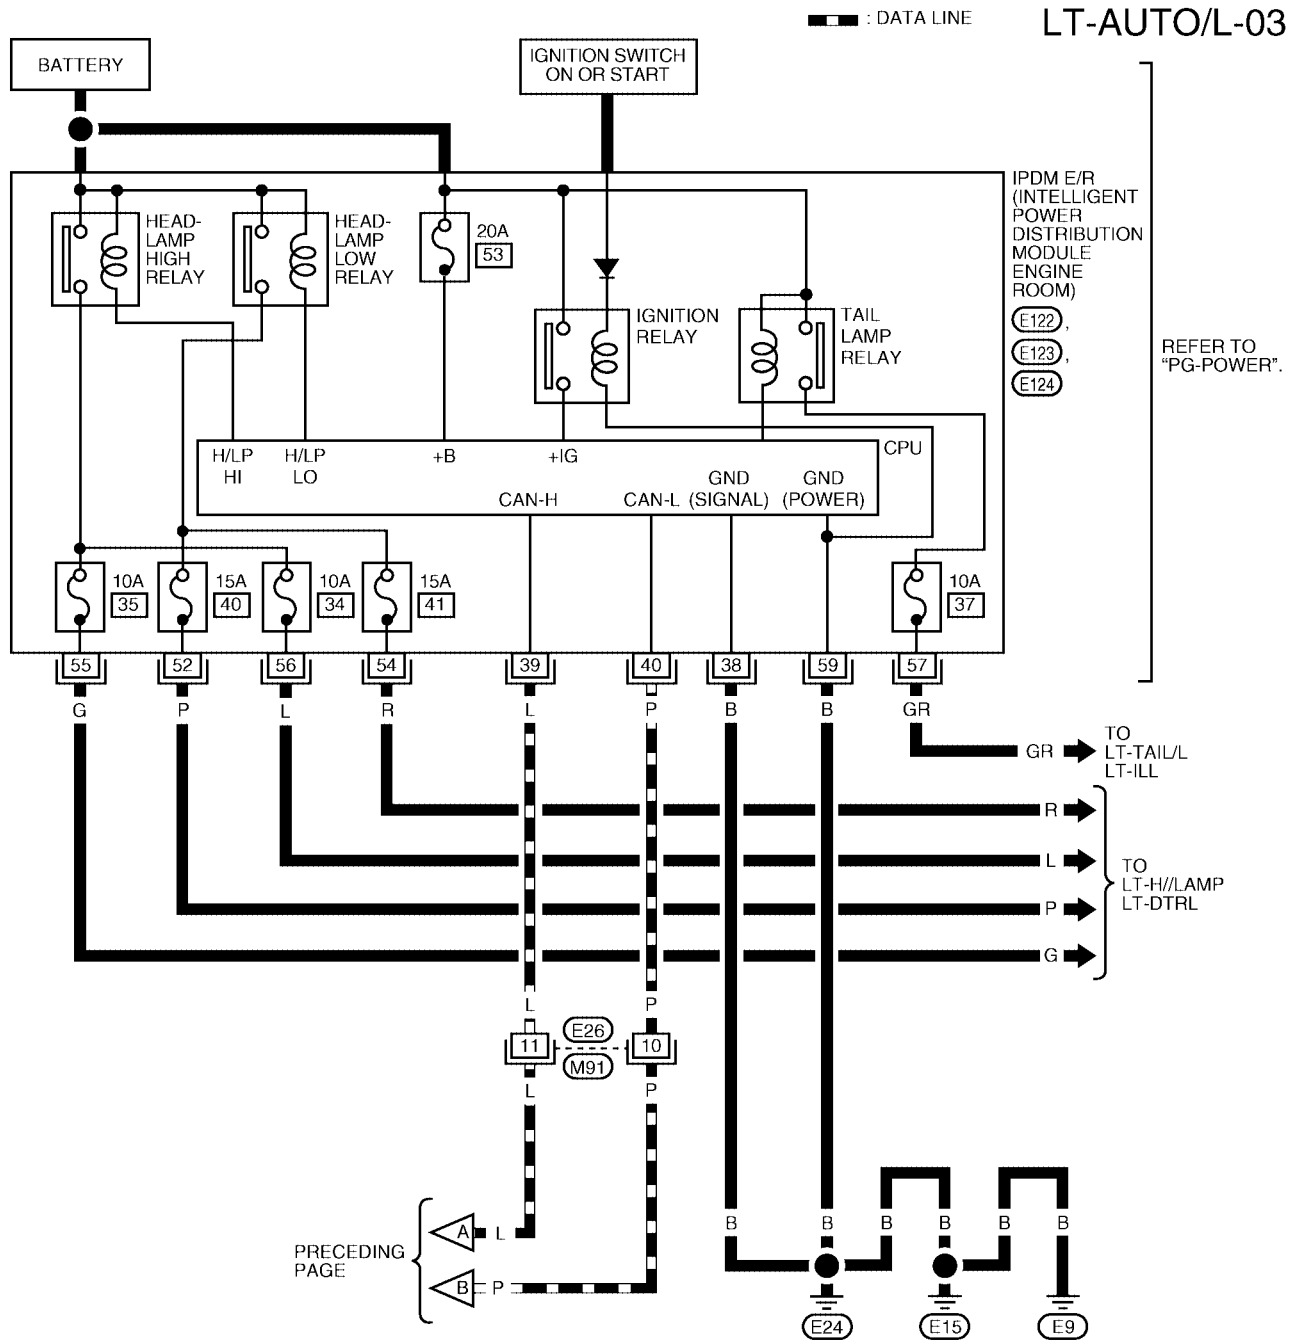 : DATA LINE
LT-AUTO/L-03
BATTERY
IGNITION SWITCH
ON OR START
IPDM E/R
(INTELLIGENT
POWER
DISTRIBUTION
MODULE
ENGINE
ROOM)
E122 ,
E123 ,
E124
REFER TO
"PG-POWER".
HEAD-
LAMP
HIGH
RELAY
HEAD-
LAMP
LOW
RELAY
20A
53
IGNITION
RELAY
TAIL
LAMP
RELAY
CPU
H/LP
HI
H/LP
LO
+B
+IG
CAN-H
CAN-L
GND
(SIGNAL)
GND
(POWER)
10A
35
15A
40
10A
34
15A
41
10A
37
55
52
56
54
39
40
38
59
57
G
P
L
R
L
P
B
B
GR
GR
TO
LT-TAIL/L
LT-ILL
R
L
P
G
TO
LT-H//LAMP
LT-DTRL
L
P
11
E26
M91
10
L
P
PRECEDING
PAGE
A
L
B
P
B
B
B
B
B
B
E24
E15
E9